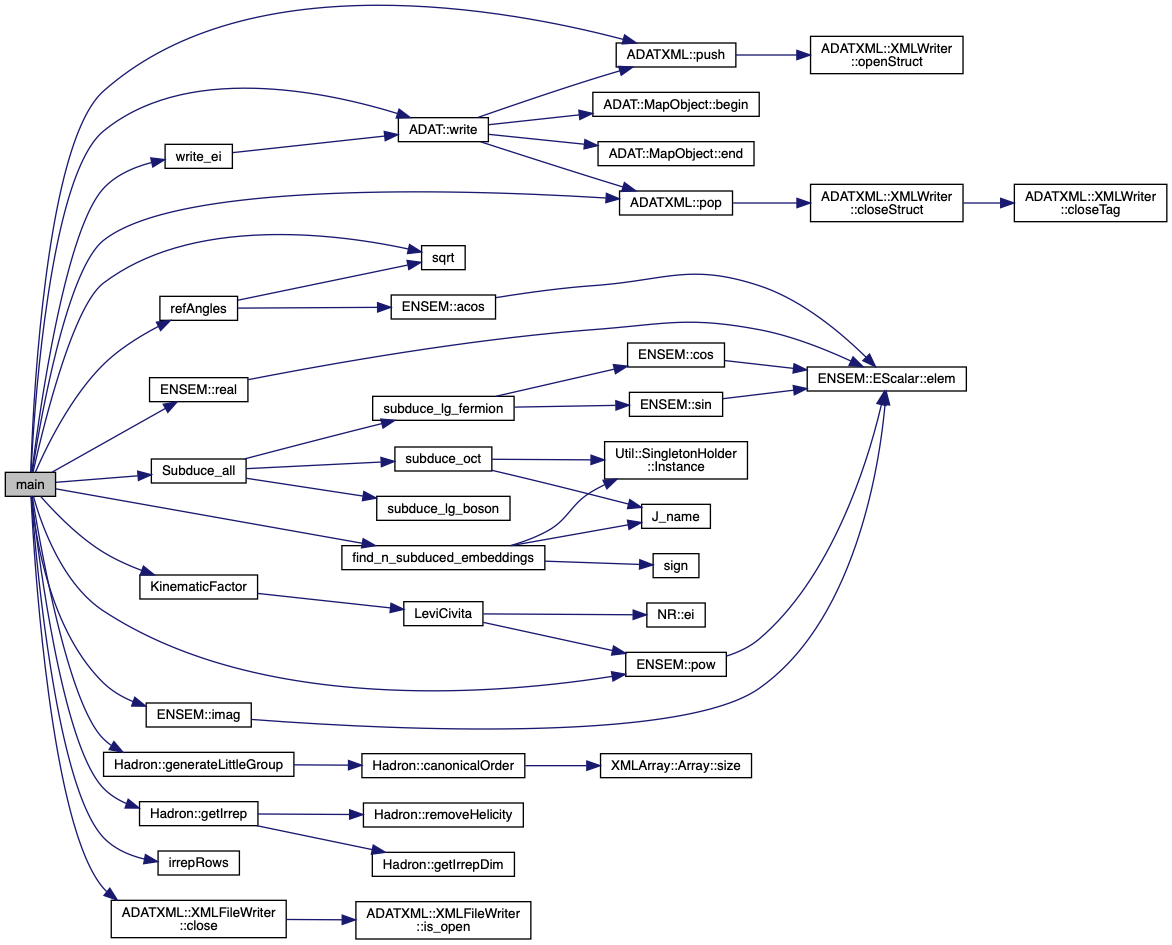 ADATXML::push
ADATXML::XMLWriter
::openStruct
ADAT::MapObject::begin
ADAT::write
write_ei
ADAT::MapObject::end
ADATXML::pop
ADATXML::XMLWriter
::closeStruct
ADATXML::XMLWriter
::closeTag
sqrt
refAngles
ENSEM::acos
ENSEM::cos
ENSEM::EScalar::elem
ENSEM::real
subduce_lg_fermion
ENSEM::sin
Subduce_all
subduce_oct
Util::SingletonHolder
::Instance
main
subduce_lg_boson
J_name
find_n_subduced_embeddings
sign
KinematicFactor
LeviCivita
NR::ei
ENSEM::pow
ENSEM::imag
Hadron::generateLittleGroup
Hadron::canonicalOrder
XMLArray::Array::size
Hadron::getIrrep
Hadron::removeHelicity
irrepRows
Hadron::getIrrepDim
ADATXML::XMLFileWriter
::close
ADATXML::XMLFileWriter
::is_open